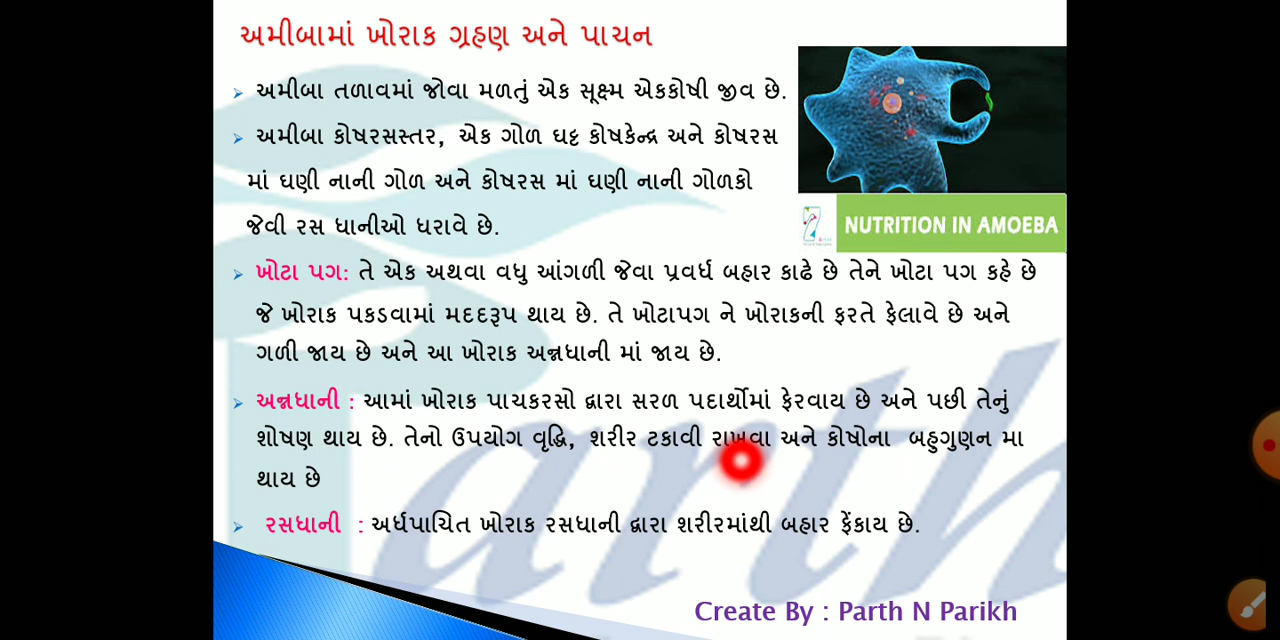 અમીબામાં ખોરાક ગ્રહણ અને પાચન
અમીબા તળાવમાં જોવા મળતું એક સૂક્ષ્મ એકકોષી જીવ છે.
અમીબા કોષરસસ્તર, એક ગોળ ઘટ્ટ કોષકેન્દ્ર અને કોષરસ
માં ઘણી નાની ગોળ અને કોષરસ માં ઘણી નાની ગોળકો
જેવી રસ ધાનીઓ ધરાવે છે.
NUTRITION IN AMOEBA
ખોટા પગ: તે એક અથવા વધુ આંગળી જેવા પ્રવર્ધ બહાર કાઢે છે તેને ખોટા પગ કહે છે
જે ખોરાક પકડવામાં મદદરૂપ થાય છે. તે ખોટાપગ ને ખોરાકની ફરતે ફેલાવે છે અને
ગળી જાય છે અને આ ખોરાક અન્નધાની માં જાય છે.
અન્નધાની : આમાં ખોરાક પાચકરસો દ્વારા સરળ પદાર્થોમાં ફેરવાય છે અને પછી તેનું
શોષણ થાય છે. તેનો ઉપયોગ વૃદ્ધિ, શરીર ટકાવી રાખવા અને કોષોના બહુગુણન મા
થાય છે
રસધાની : અર્ધપાચિત ખોરાક રસધાની દ્વારા શરીરમાંથી બહાર ફેંકાય છે.
arth
Create By : Parth N Parikh